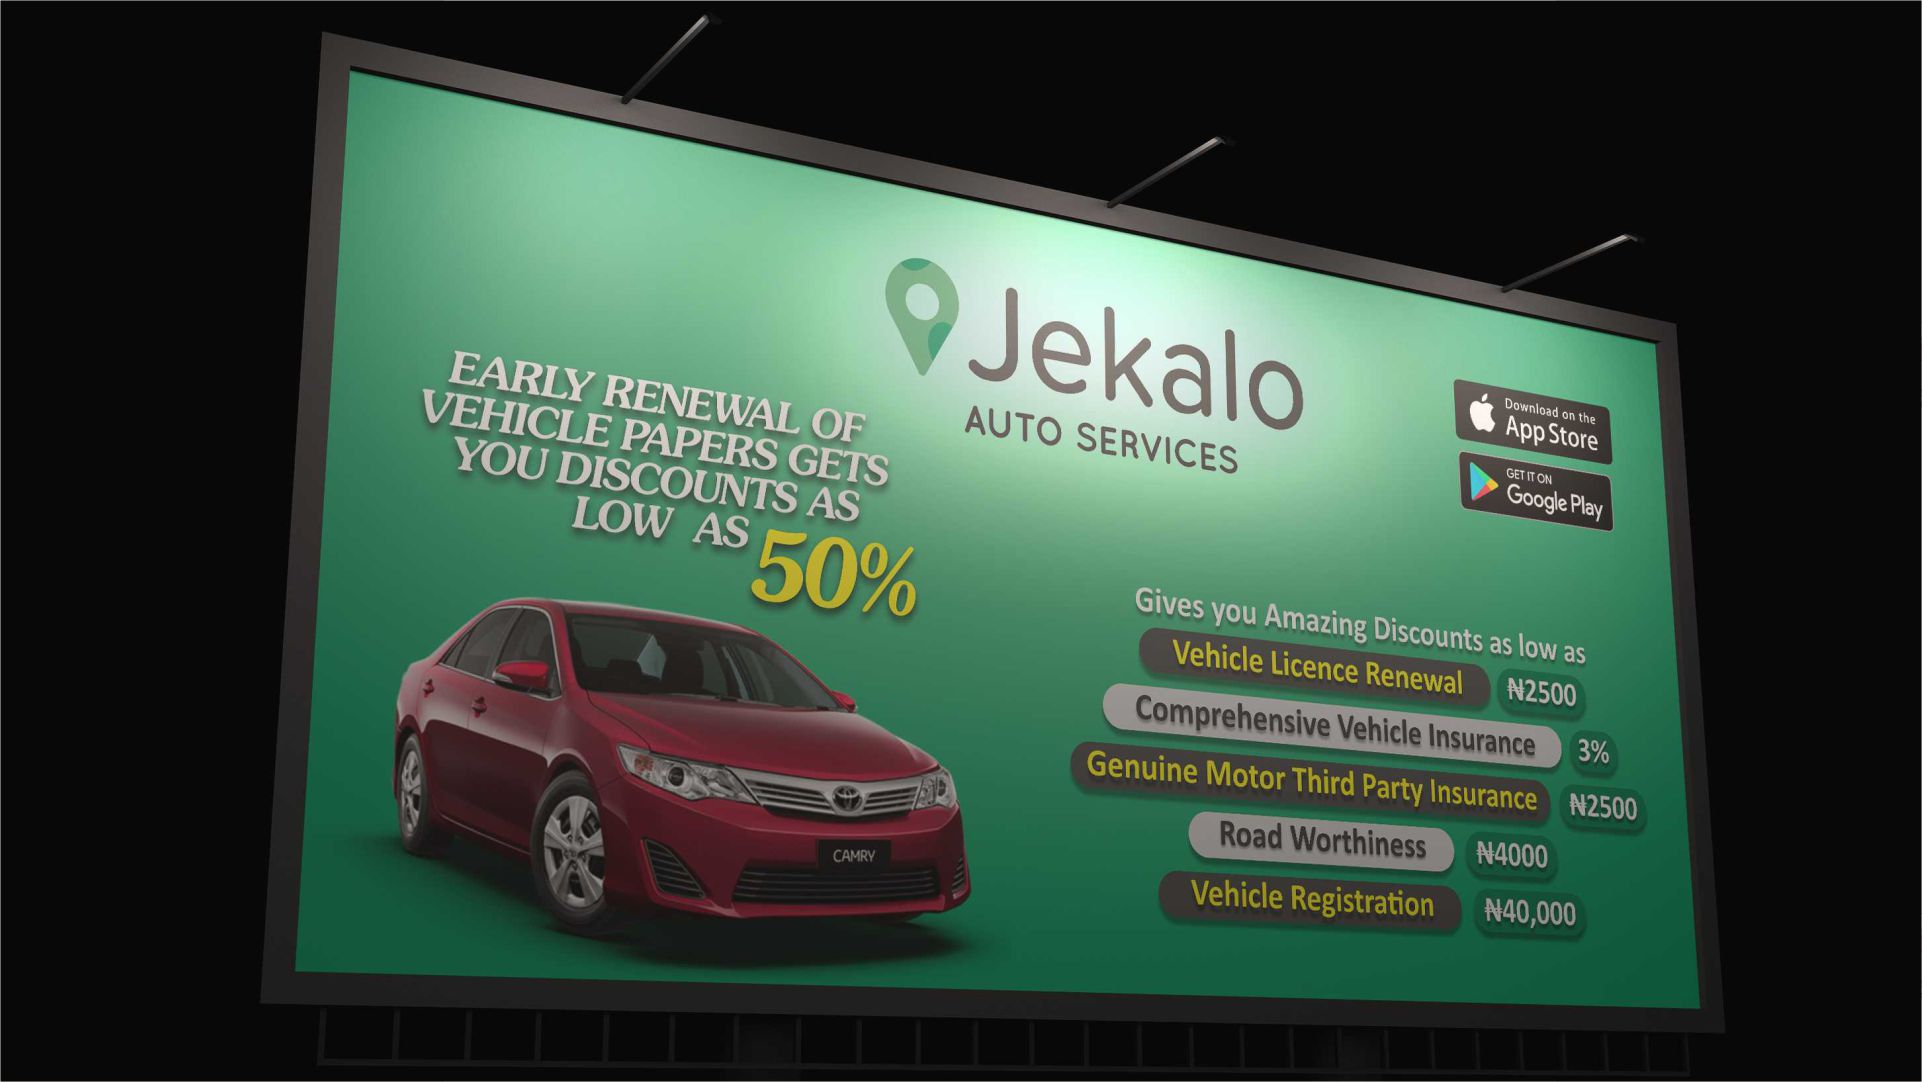 Jekalo
AUTO SERVICES
EARLY RENEWAL OF
VEHICLE PAPERS GETS
YOU DISCOUNTS AS
LOW AS 50%
Download on the
App Store
GET IT ON
Google Play
Gives you Amazing Discounts as low as
Vehicle Licence Renewal ₦2500
Comprehensive Vehicle Insurance 3%
Genuine Motor Third Party Insurance ₦2500
Road Worthiness ₦4000
Vehicle Registration ₦40,000
CAMRY